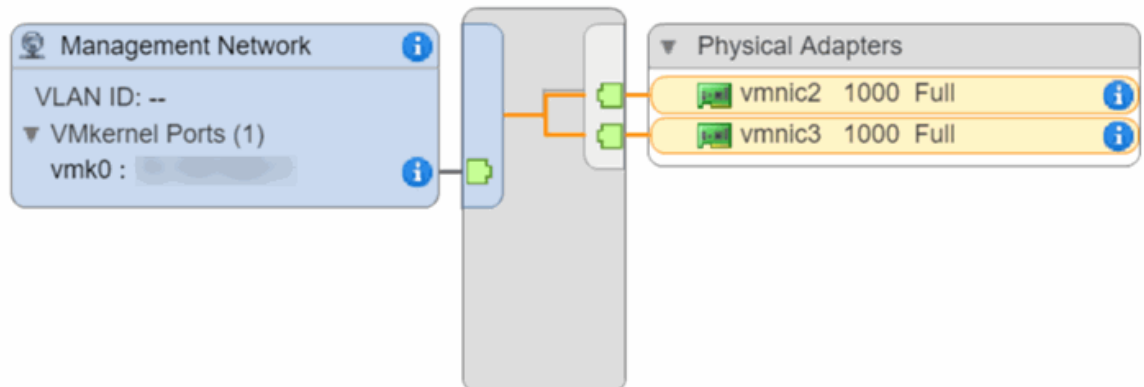 Management Network
VLAN ID: --
VMkernel Ports (1)
vmk0 :
Physical Adapters
vmnic2 1000 Full
vmnic3 1000 Full